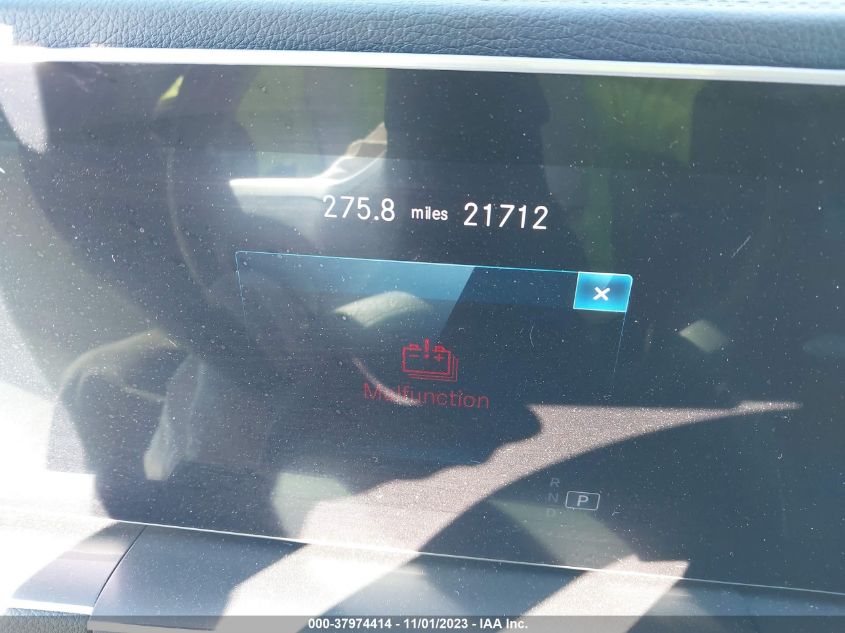 275.8 miles 21712
×
Malfunction
R
N P
D
000-37974414 - 11/01/2023 - IAA Inc.